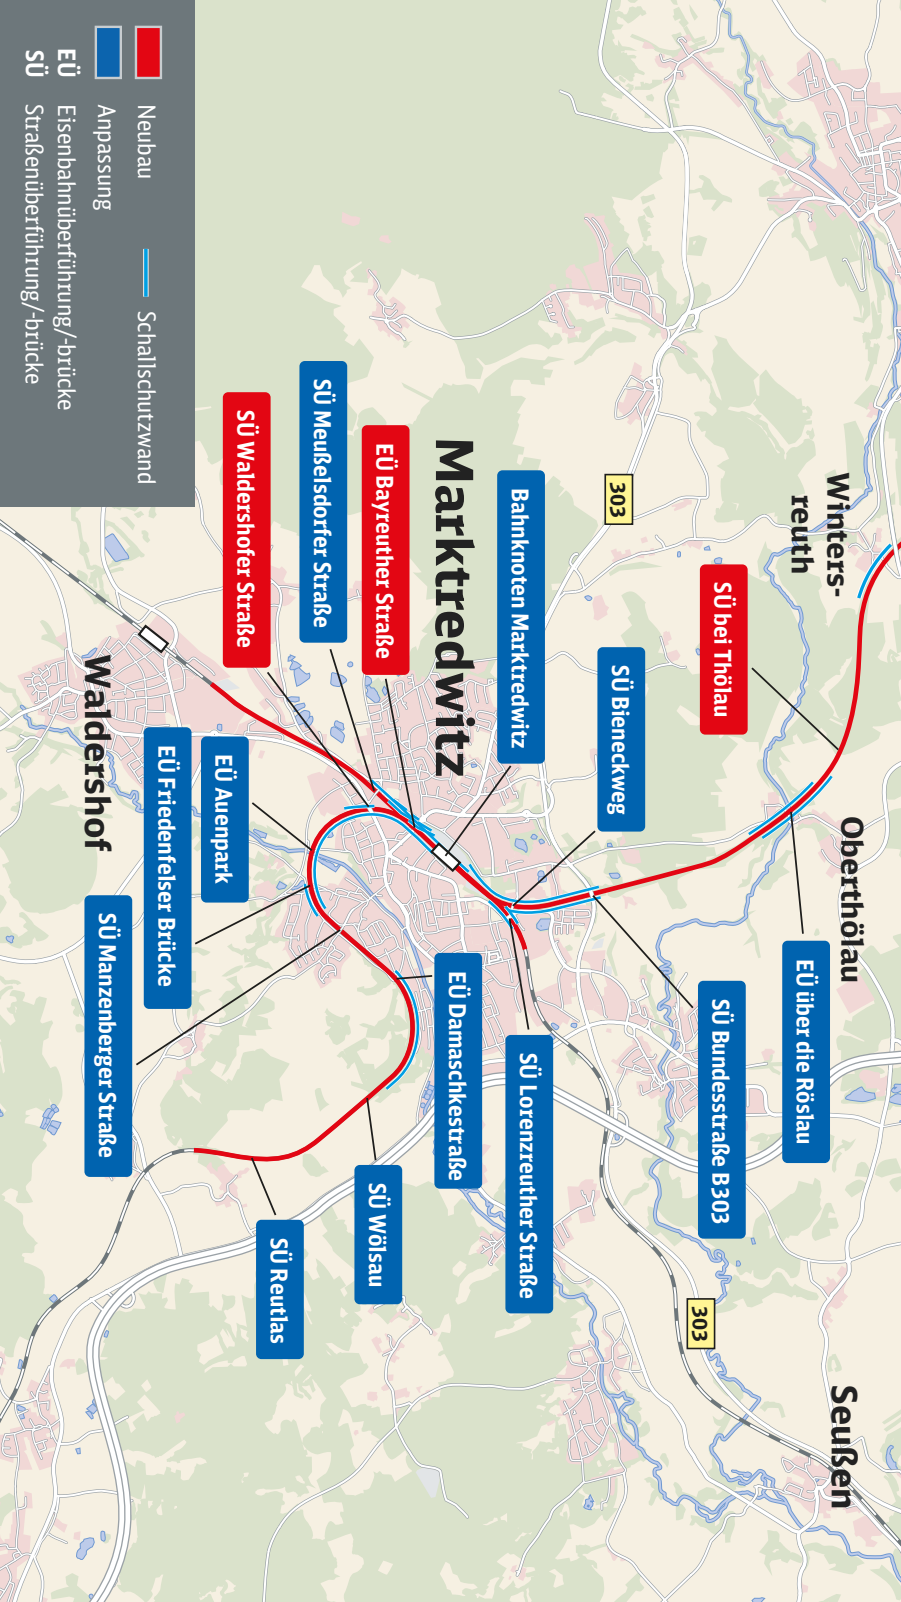 Winters-
reuth
Oberthölau
Seußen
SÜ bei Thölau
EÜ über die Röslau
SÜ Bundesstraße B303
303
303
SÜ Bieneckweg
Bahnknoten Marktredwitz
SÜ Lorenzreuther Straße
Marktredwitz
EÜ Damaschkestraße
EÜ Bayreuther Straße
SÜ Wölsau
SÜ Meußelsdorfer Straße
SÜ Reutlas
SÜ Waldershofer Straße
EÜ Auenpark
EÜ Friedenfelser Brücke
SÜ Manzenberger Straße
Waldershof
Neubau
Schallschutzwand
Anpassung
EÜ Eisenbahnüberführung/-brücke
SÜ Straßenüberführung/-brücke